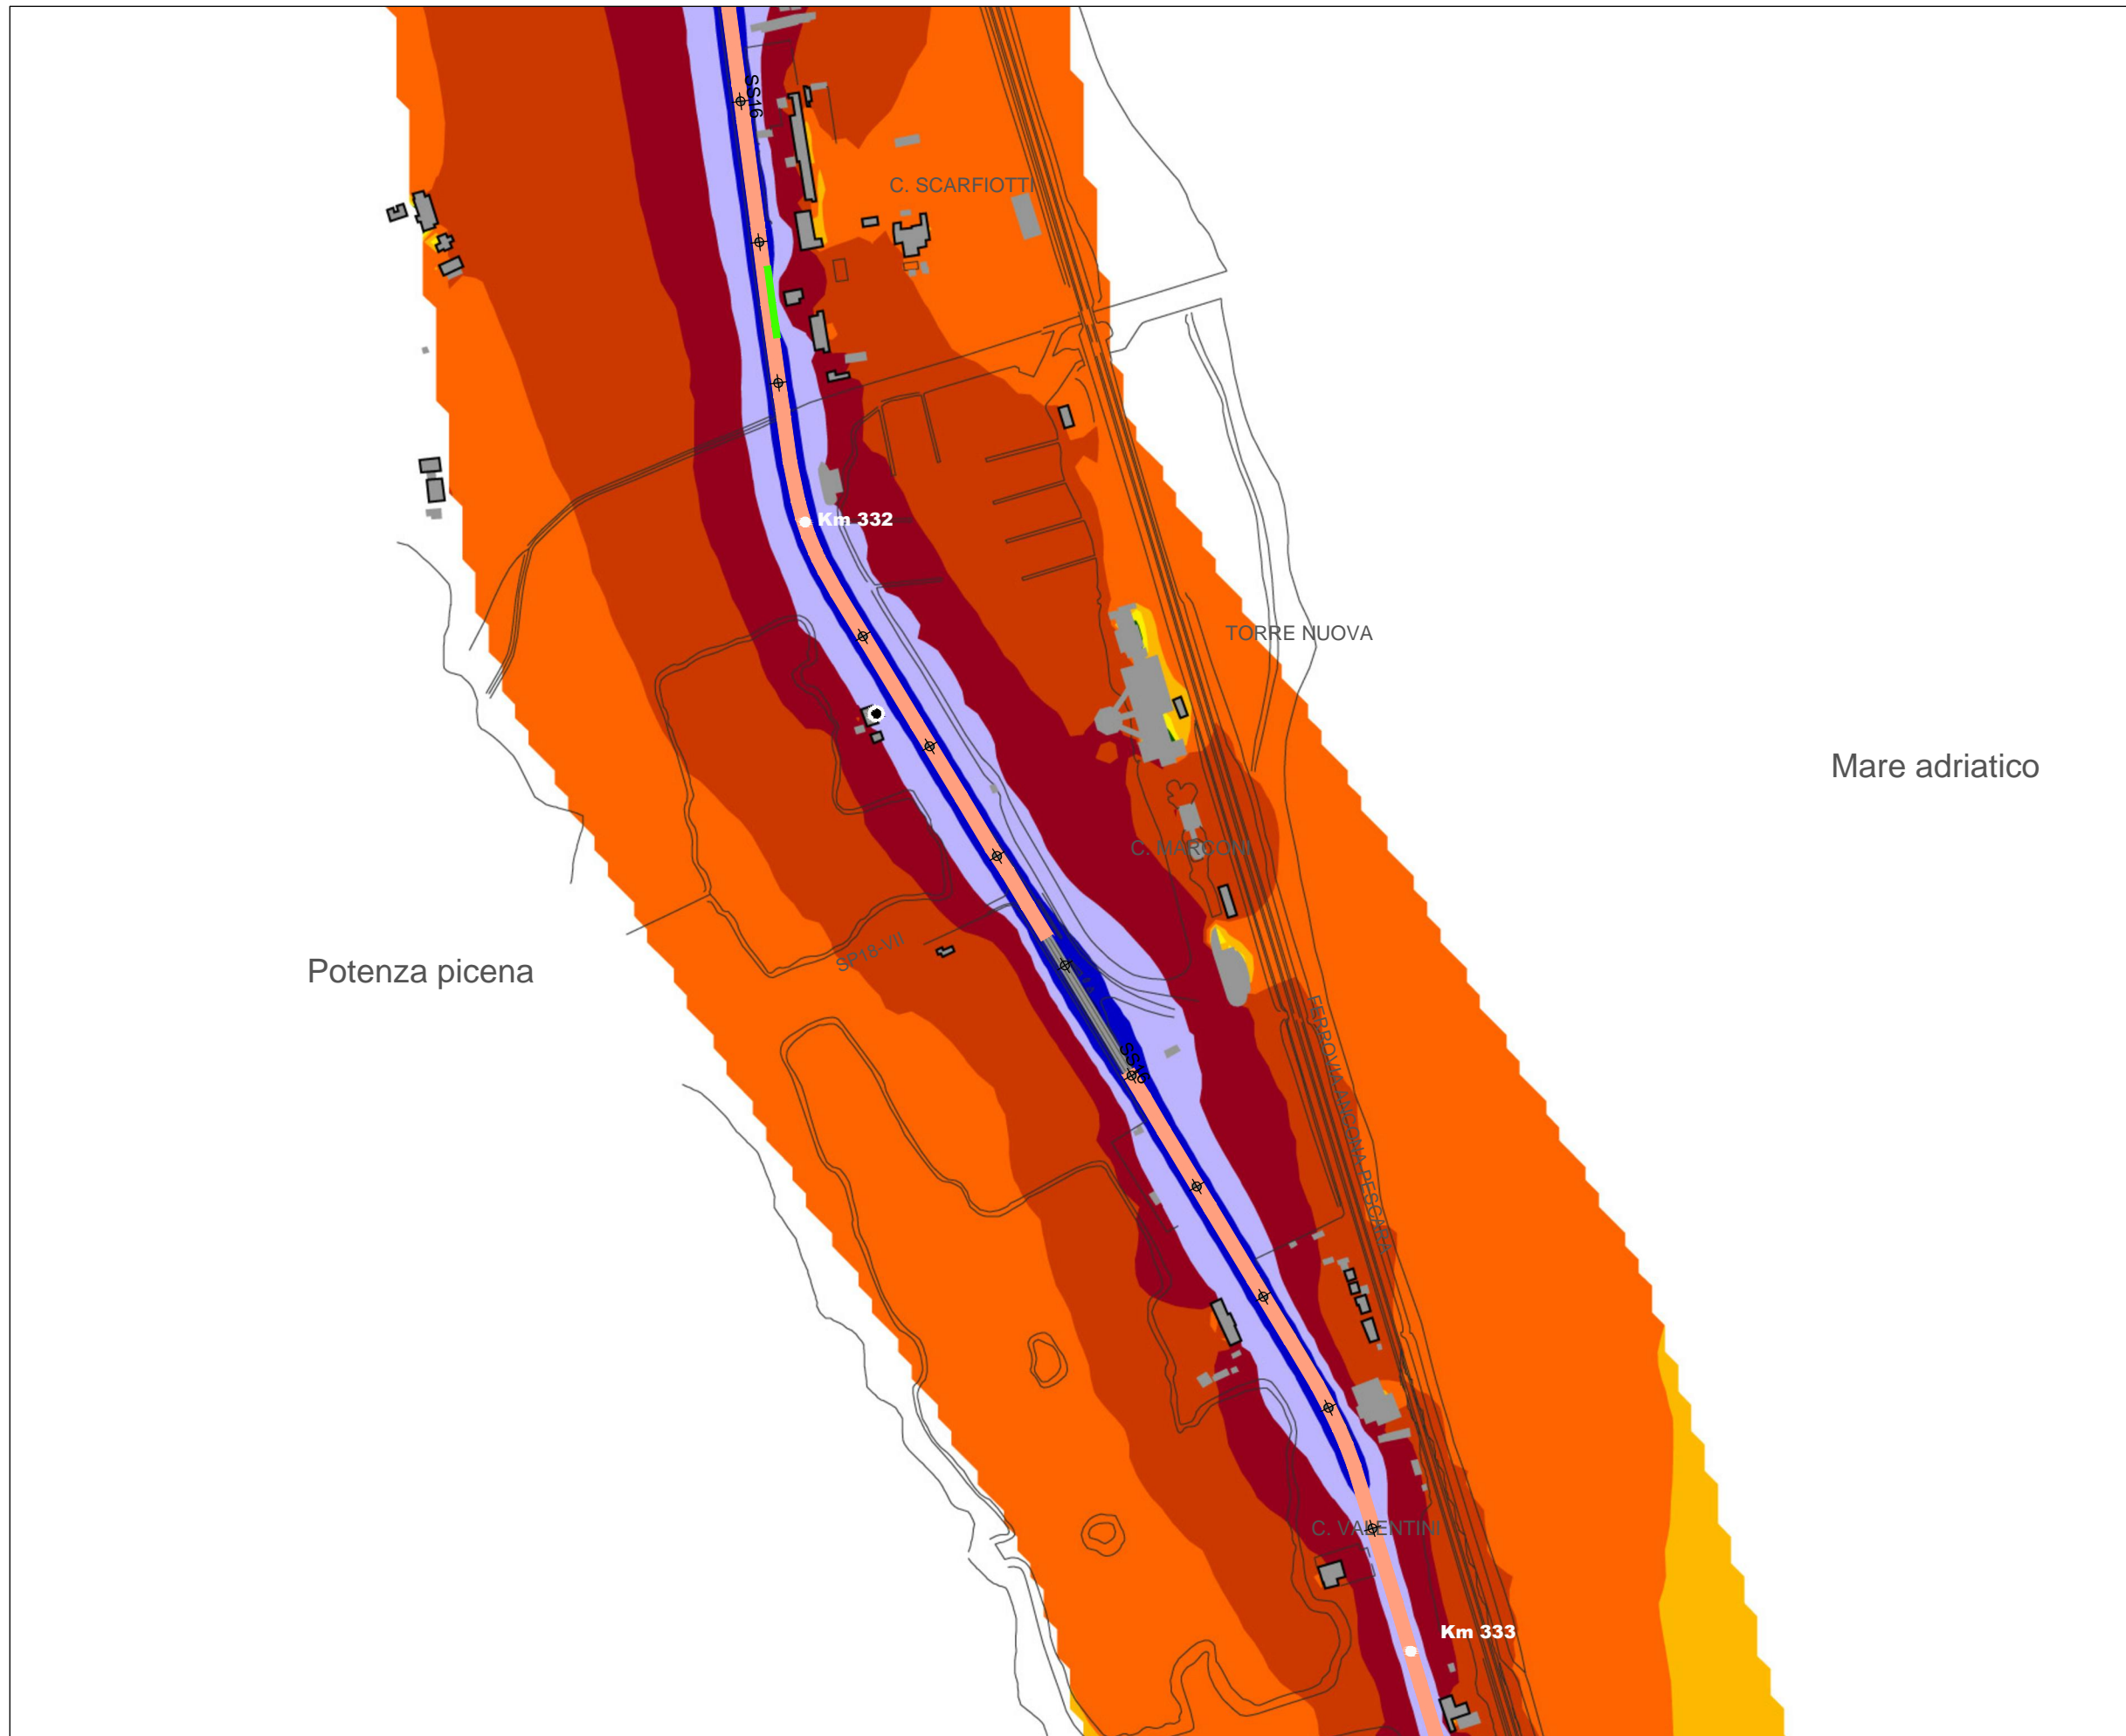 SS16
C. SCARFIOTTI
Km 332
TORRE NUOVA
Mare adriatico
C. MARCONI
SP18-VII
Potenza picena
SS16
FERROVIA ANCONA-PESCARA
C. VALENTINI
Km 333